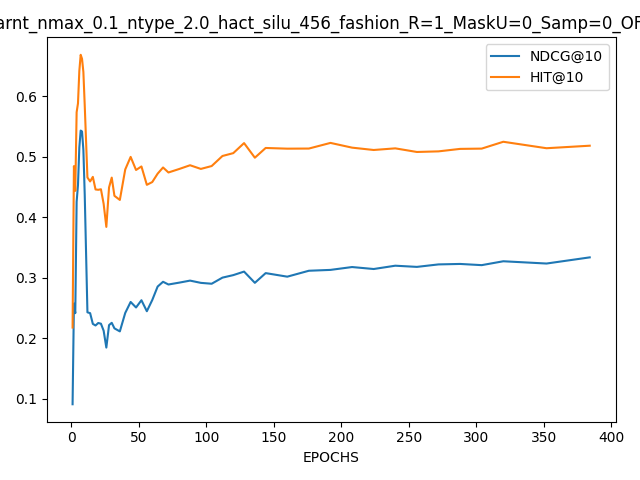 arnt_nmax_0.1_ntype_2.0_hact_silu_456_fashion_R=1_MaskU=0_Samp=0_OF
NDCG@10
HIT@10
0.6
0.5
0.4
0.3
0.2
0.1
0 50 100 150 200 250 300 350 400
EPOCHS